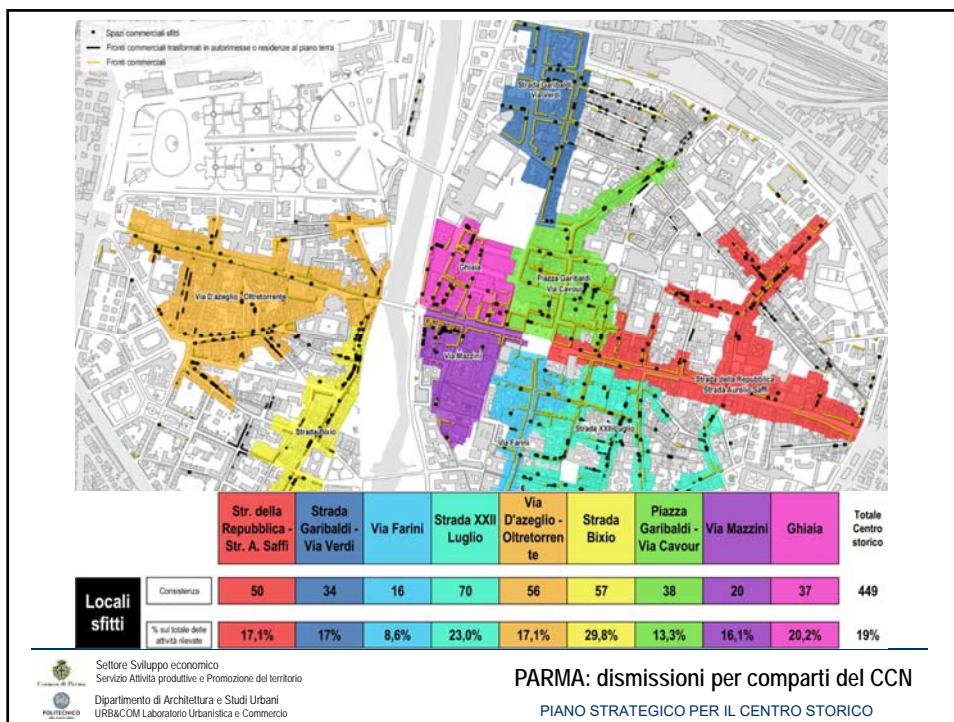 Spazi commerciali sfitti
Fronti commerciali trasformati in autorimesse o residenze al piano terra
Fronti commerciali
Strada Garibaldi
Via Verdi
Ghiaia
Piazza Garibaldi
Via Cavour
Via D'azeglio - Oltretorrente
Via Mazzini
Strada della Repubblica
Strada Aurelio Saffi
Strada Bixio
Via Farini
Strada XXII Luglio
Str. della
Repubblica -
Str. A. Saffi
Strada
Garibaldi -
Via Verdi
Via Farini
Strada XXII
Luglio
Via
D'azeglio -
Oltretorren
te
Strada
Bixio
Piazza
Garibaldi -
Via Cavour
Via Mazzini
Ghiaia
Totale
Centro
storico
Locali
sfitti
Consistenza
50
34
16
70
56
57
38
20
37
449
% sul totale delle
attività rilevate
17,1%
17%
8,6%
23,0%
17,1%
29,8%
13,3%
16,1%
20,2%
19%
Comune di Parma
Settore Sviluppo economico
Servizio Attività produttive e Promozione del territorio
POLITECNICO
Dipartimento di Architettura e Studi Urbani
URB&COM Laboratorio Urbanistica e Commercio
PARMA: dismissioni per comparti del CCN
PIANO STRATEGICO PER IL CENTRO STORICO